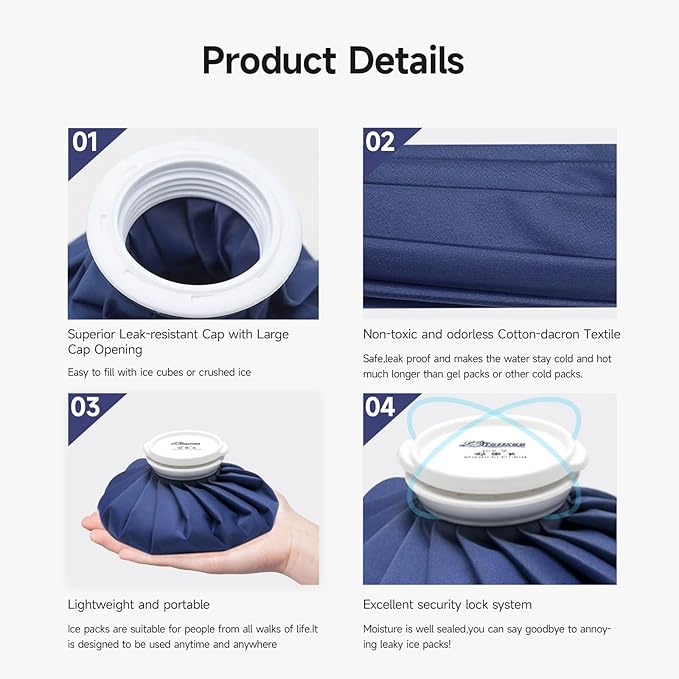 Product Details
01
02
Superior Leak-resistant Cap with Large
Cap Opening
Easy to fill with ice cubes or crushed ice
Non-toxic and odorless Cotton-dacron Textile
Safe,leak proof and makes the water stay cold and hot
much longer than gel packs or other cold packs.
03
04
Lightweight and portable
Ice packs are suitable for people from all walks of life.It
is designed to be used anytime and anywhere
Excellent security lock system
Moisture is well sealed,you can say goodbye to annoy-
ing leaky ice packs!